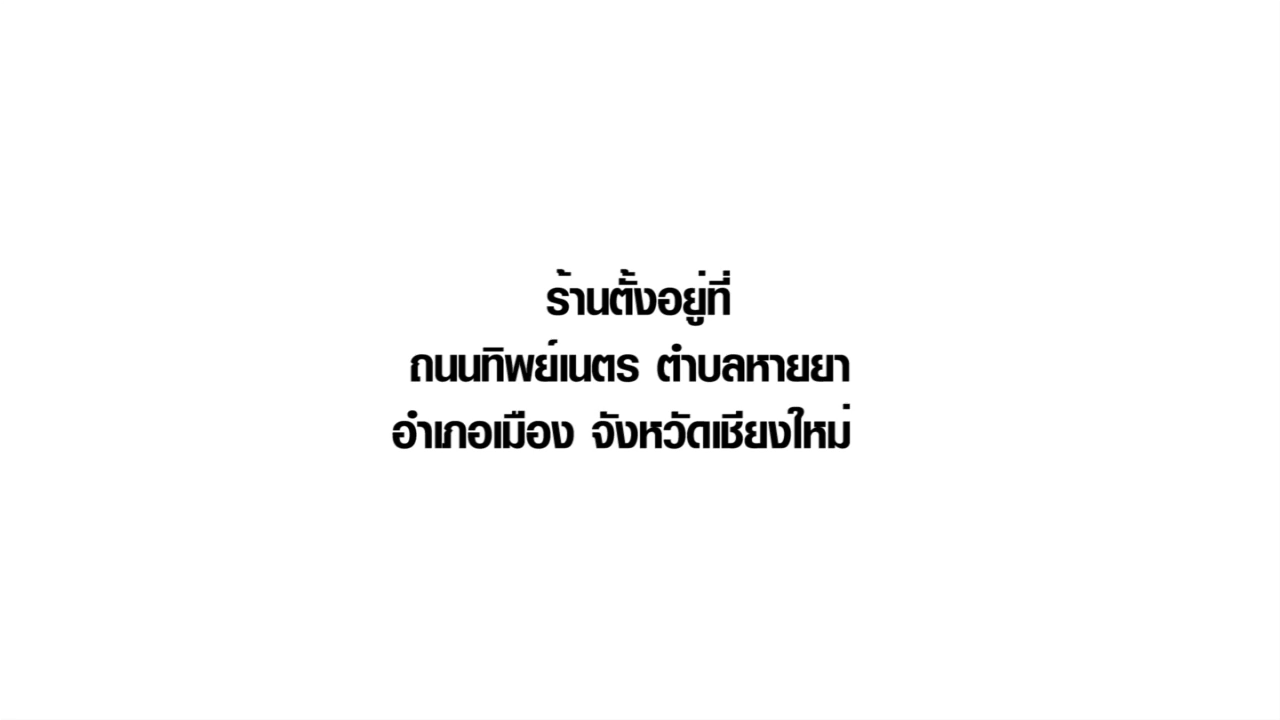 ร้านตั้งอยู่ที่
ถนนทิพย์เนตร ตำบลหายยา
อำเภอเมือง จังหวัดเชียงใหม่